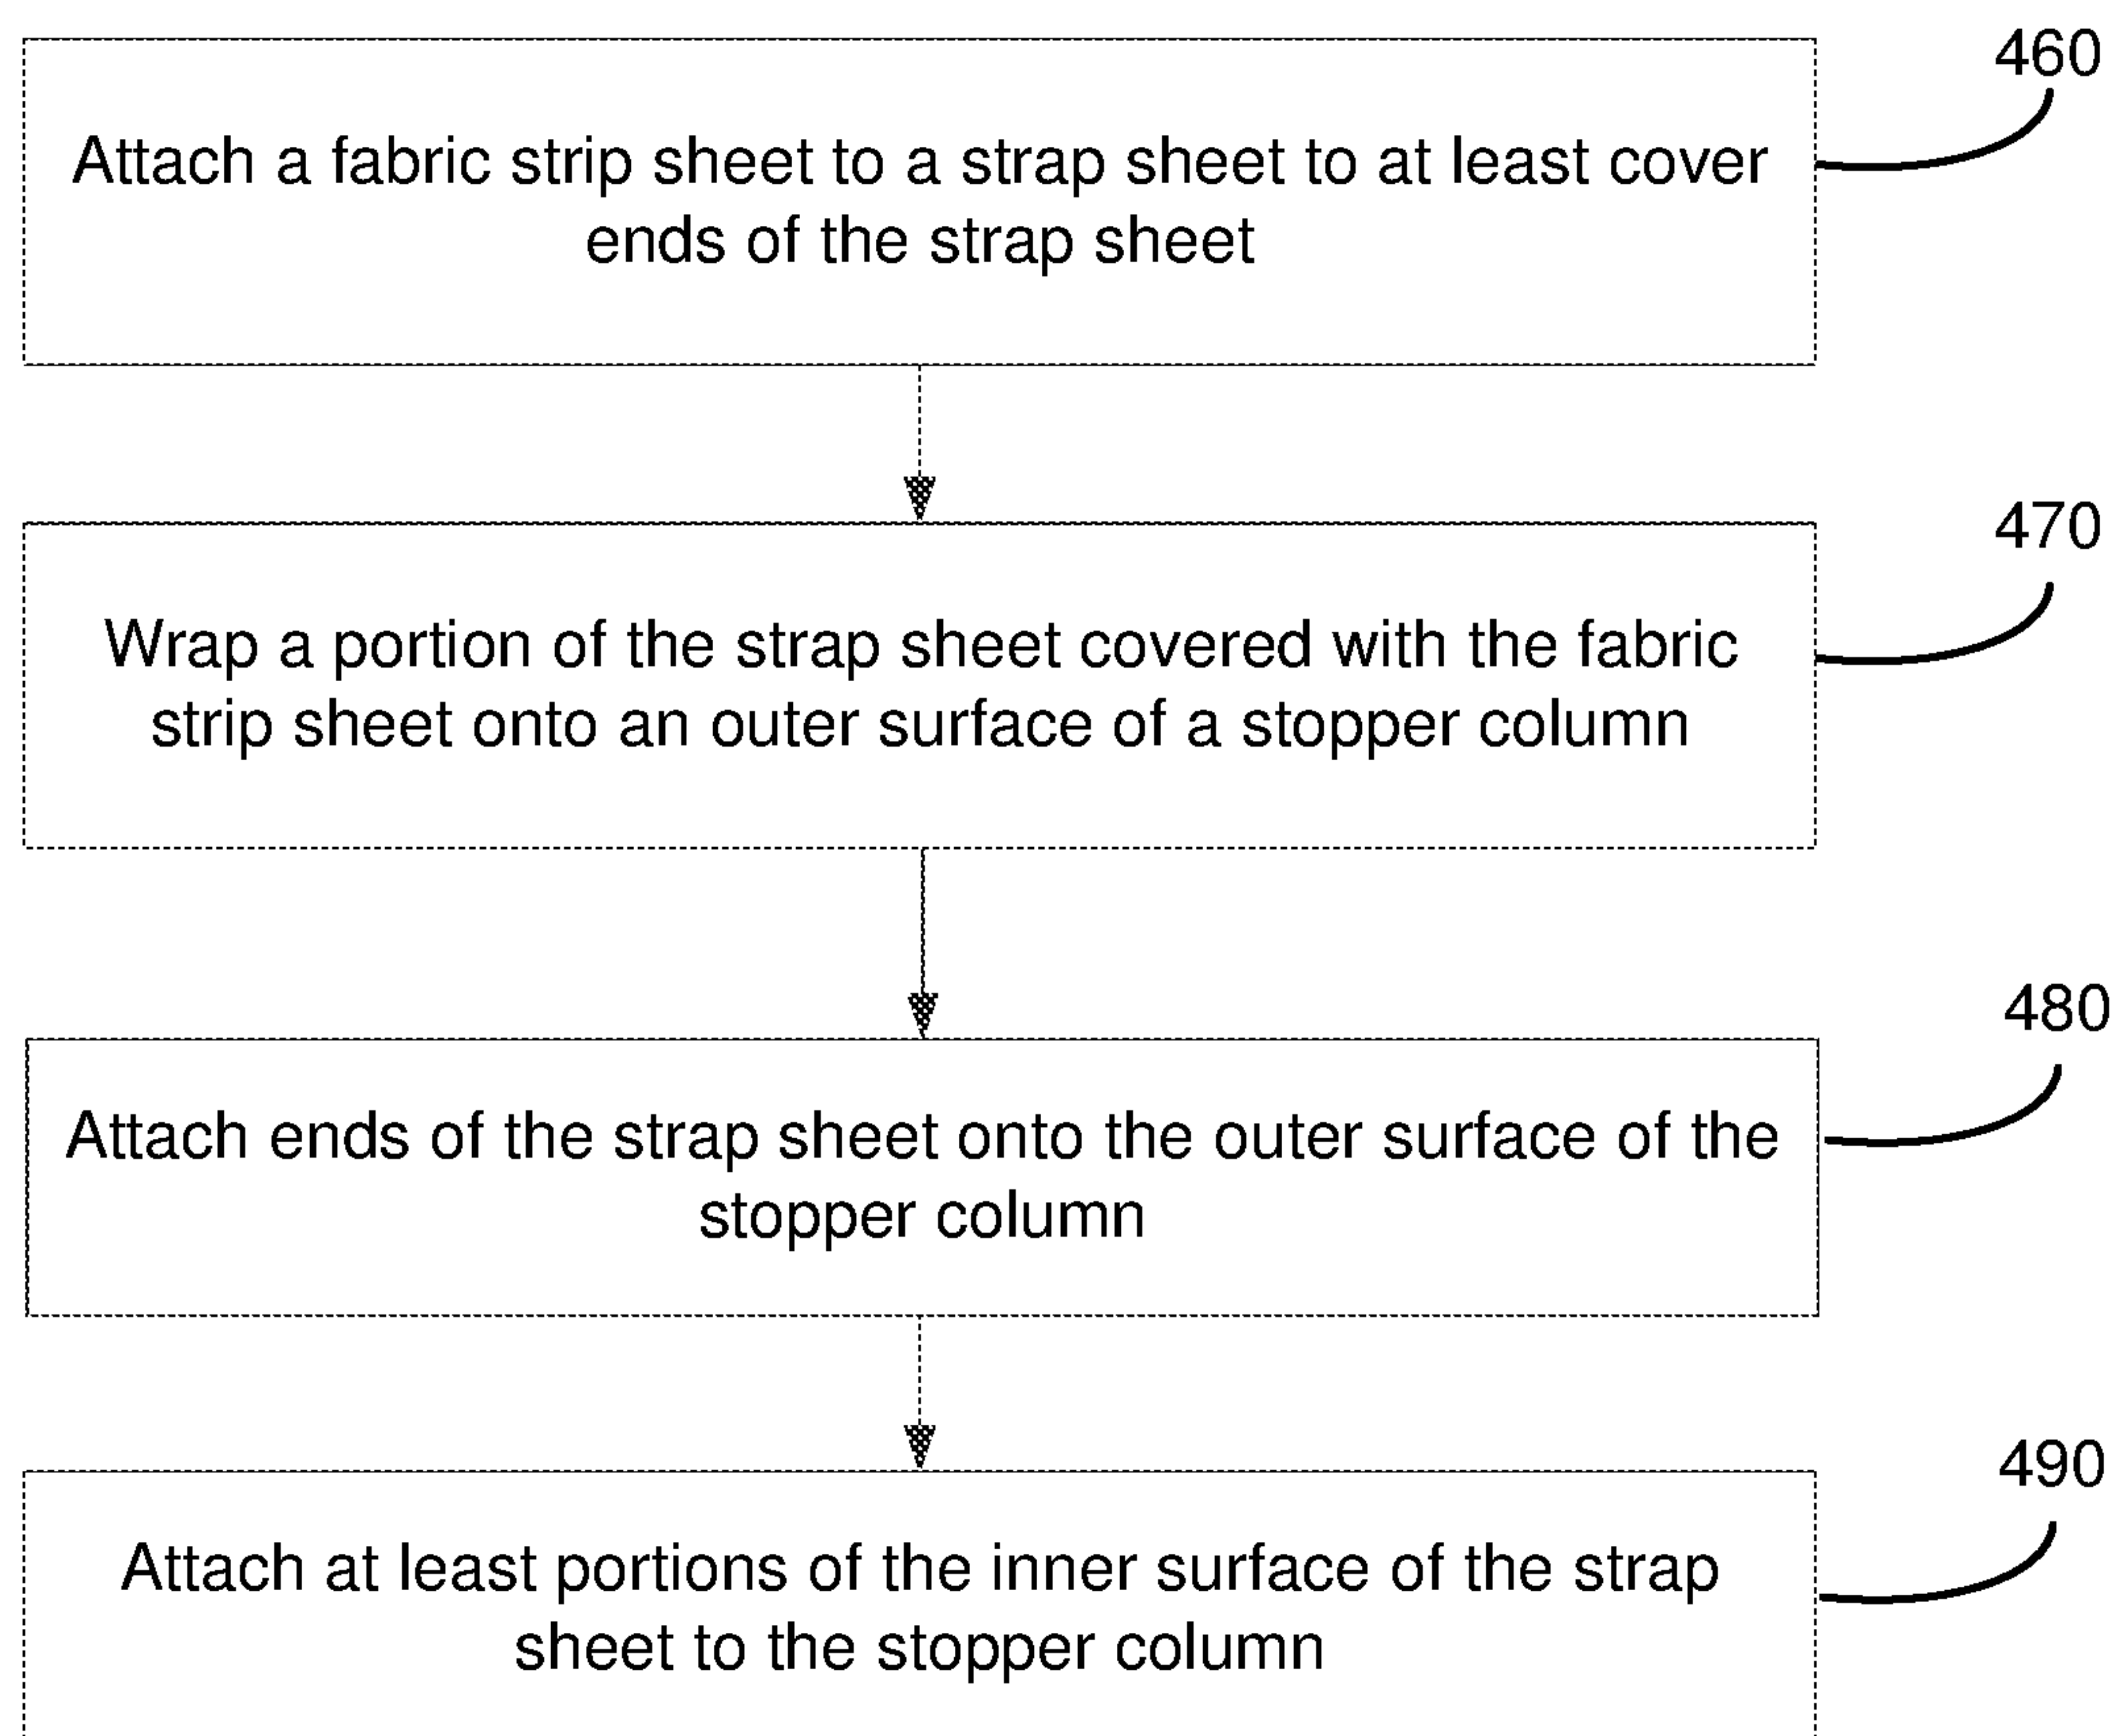 460
Attach a fabric strip sheet to a strap sheet to at least cover
ends of the strap sheet
470
Wrap a portion of the strap sheet covered with the fabric
strip sheet onto an outer surface of a stopper column
480
Attach ends of the strap sheet onto the outer surface of the
stopper column
490
Attach at least portions of the inner surface of the strap
sheet to the stopper column